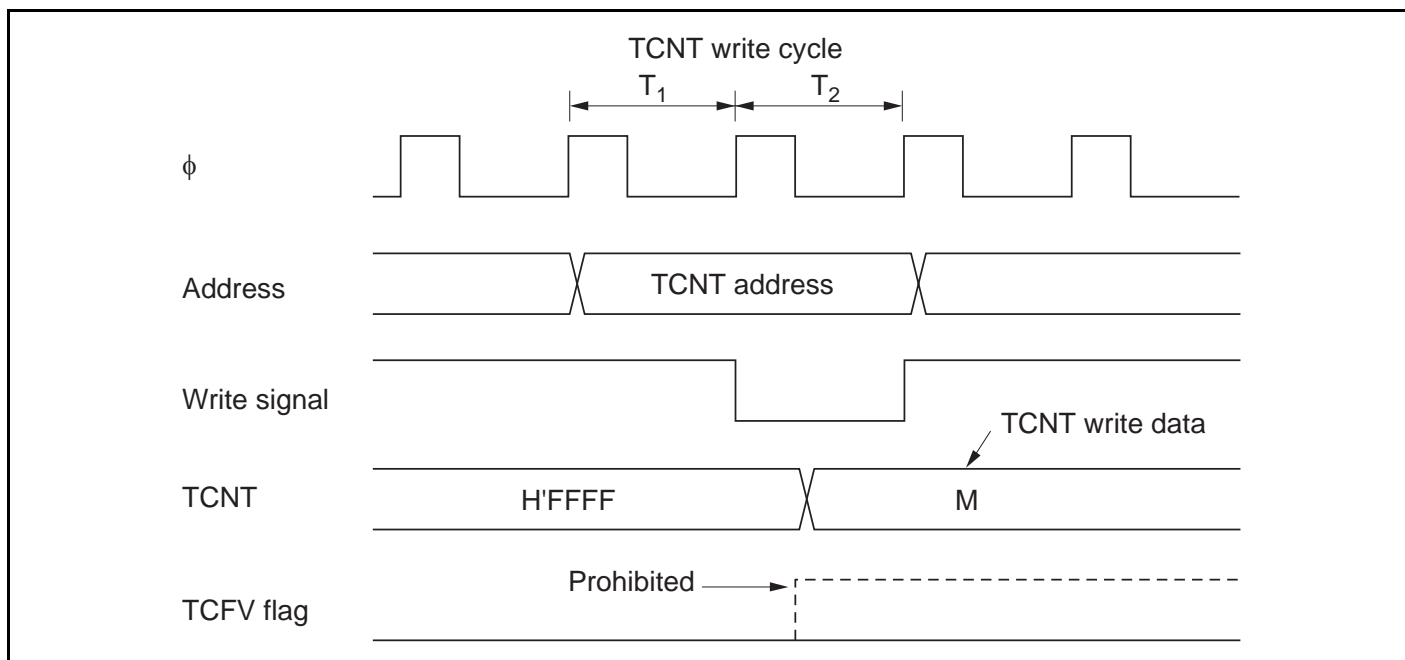 TCNT write cycle
T1 T2
ϕ
Address TCNT address
Write signal
TCNT write data
TCNT H'FFFF M
Prohibited
TCFV flag